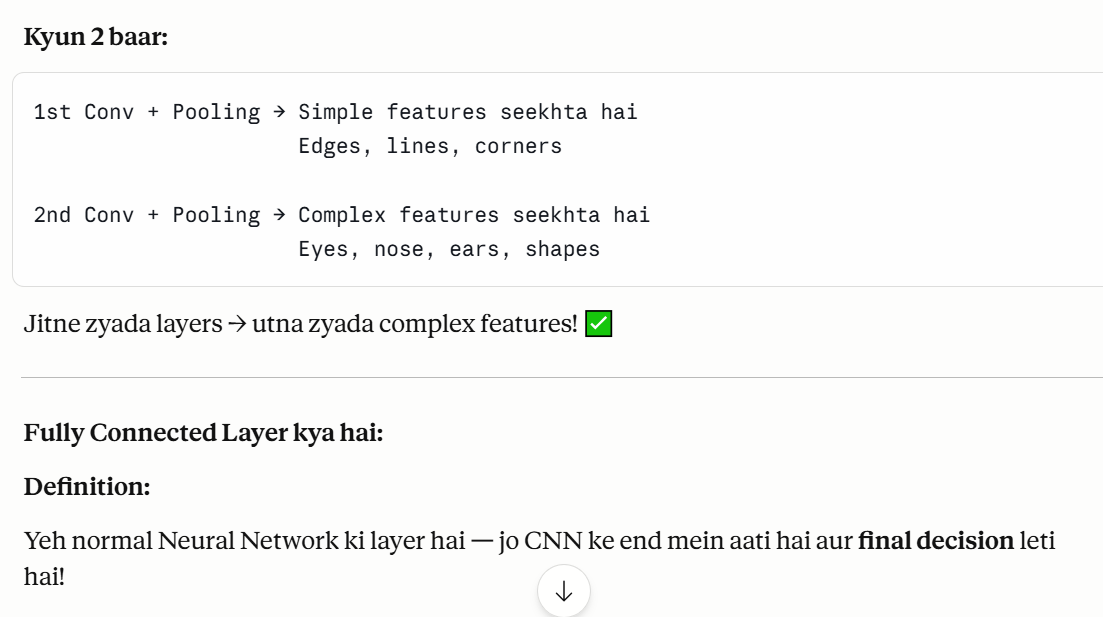 Kyun 2 baar:
1st Conv + Pooling → Simple features seekhta hai
Edges, lines, corners
2nd Conv + Pooling → Complex features seekhta hai
Eyes, nose, ears, shapes
Jitne zyada layers → utna zyada complex features! ✅
Fully Connected Layer kya hai:
Definition:
Yeh normal Neural Network ki layer hai — jo CNN ke end mein aati hai aur final decision leti
hai!